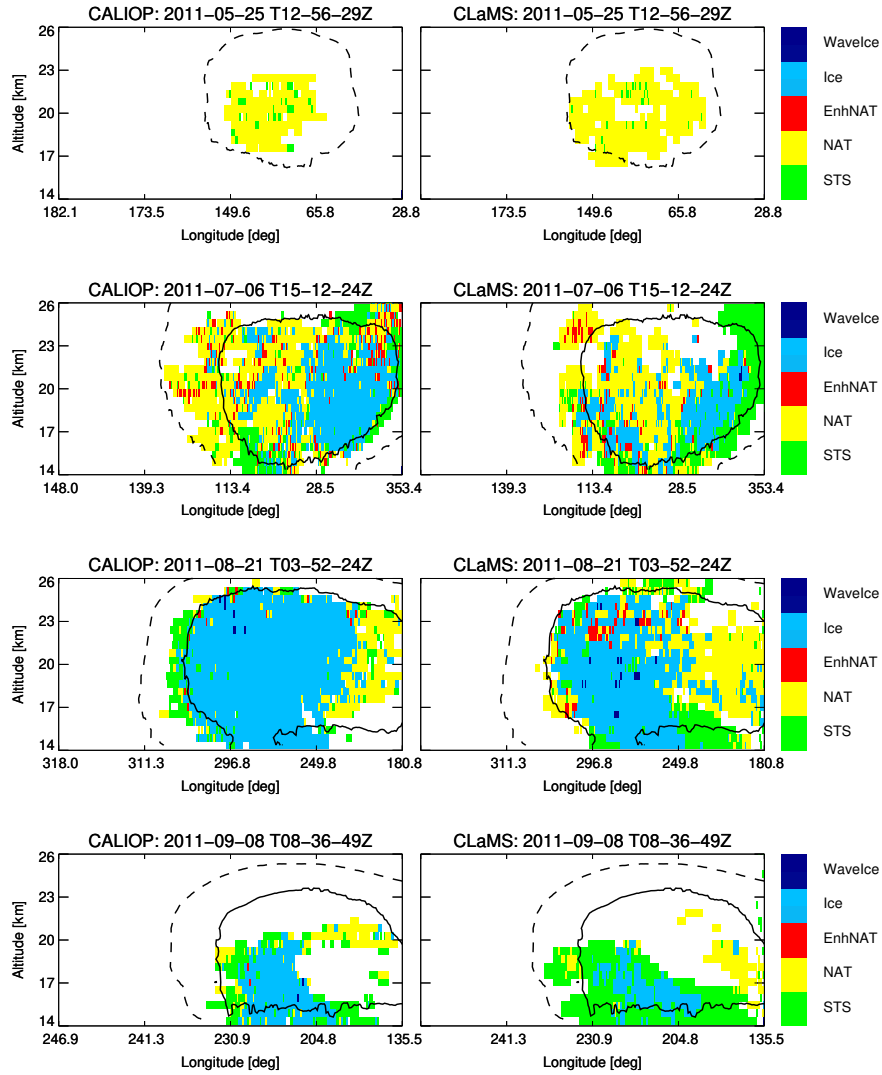 CALIOP: 2011−05−25 T12−56−29Z
CLaMS: 2011−05−25 T12−56−29Z
26
23
20
17
14
Altitude [km]
182.1 173.5 149.6 65.8 28.8
173.5 149.6 65.8 28.8
Longitude [deg]
Longitude [deg]
WaveIce
Ice
EnhNAT
NAT
STS
CALIOP: 2011−07−06 T15−12−24Z
CLaMS: 2011−07−06 T15−12−24Z
26
23
20
17
14
Altitude [km]
148.0 139.3 113.4 28.5 353.4
139.3 113.4 28.5 353.4
Longitude [deg]
Longitude [deg]
WaveIce
Ice
EnhNAT
NAT
STS
CALIOP: 2011−08−21 T03−52−24Z
CLaMS: 2011−08−21 T03−52−24Z
26
23
20
17
14
Altitude [km]
318.0 311.3 296.8 249.8 180.8
311.3 296.8 249.8 180.8
Longitude [deg]
Longitude [deg]
WaveIce
Ice
EnhNAT
NAT
STS
CALIOP: 2011−09−08 T08−36−49Z
CLaMS: 2011−09−08 T08−36−49Z
26
23
20
17
14
Altitude [km]
246.9 241.3 230.9 204.8 135.5
241.3 230.9 204.8 135.5
Longitude [deg]
Longitude [deg]
WaveIce
Ice
EnhNAT
NAT
STS